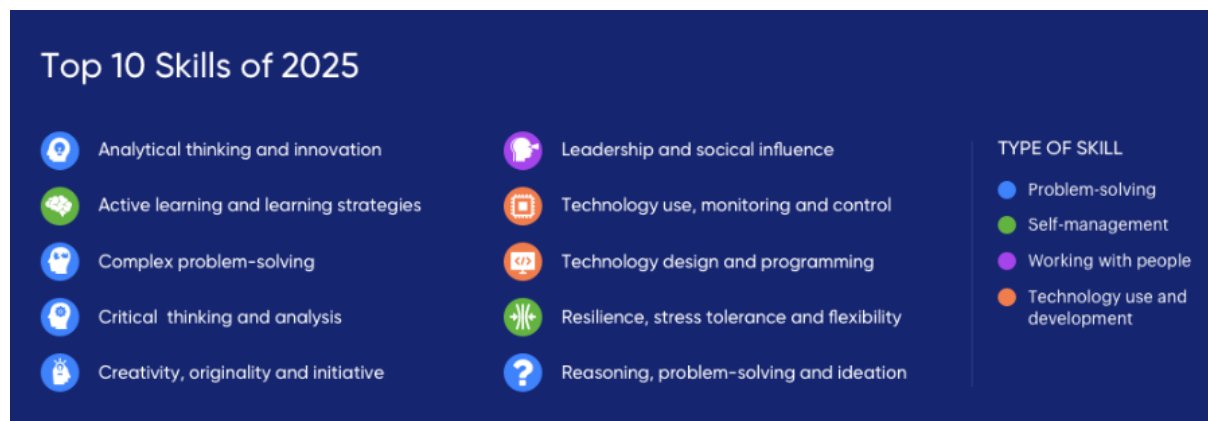 Top 10 Skills of 2025
Analytical thinking and innovation
Active learning and learning strategies
Complex problem-solving
Critical thinking and analysis
Creativity, originality and initiative
Leadership and socical influence
Technology use, monitoring and control
Technology design and programming
Resilience, stress tolerance and flexibility
Reasoning, problem-solving and ideation
TYPE OF SKILL
Problem-solving
Self-management
Working with people
Technology use and
development